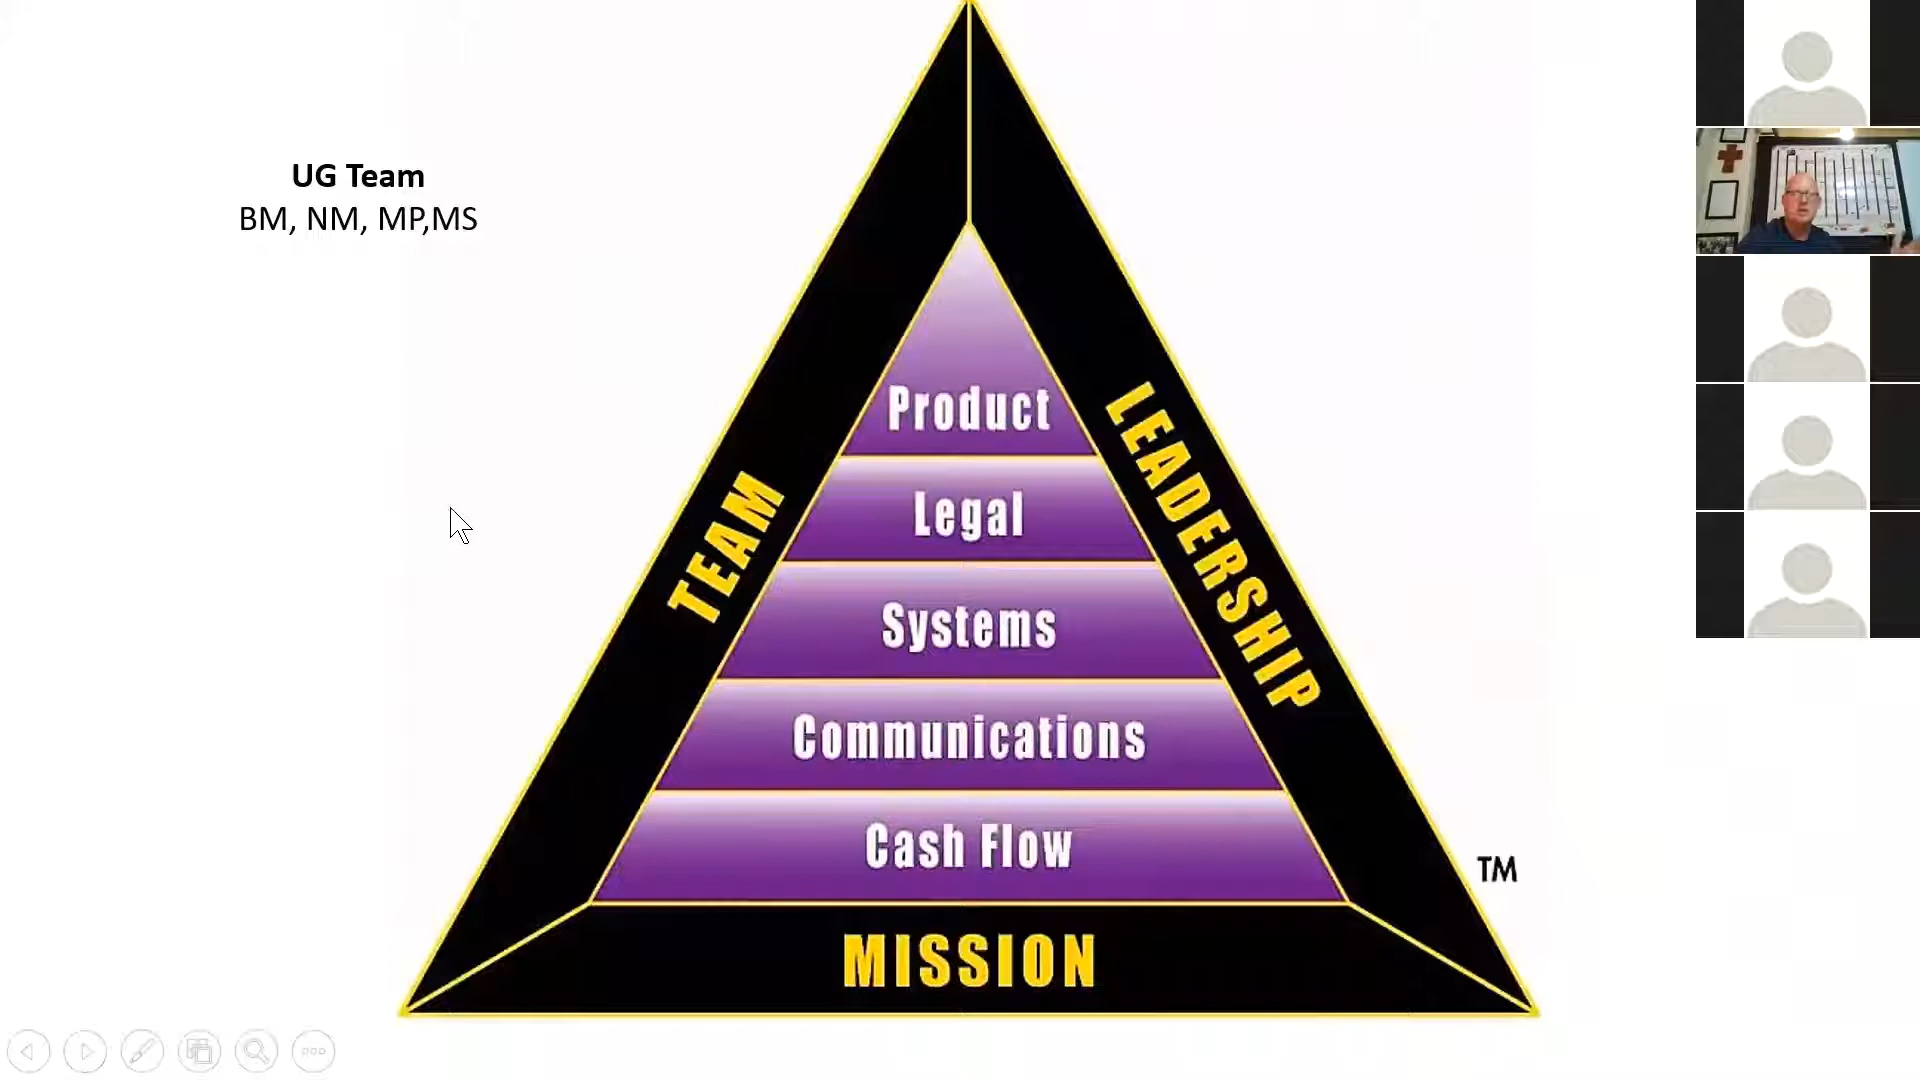 UG Team
BM, NM, MP,MS
Product
Legal
Systems
Communications
Cash Flow
TEAM
LEADERSHIP
MISSION
TM